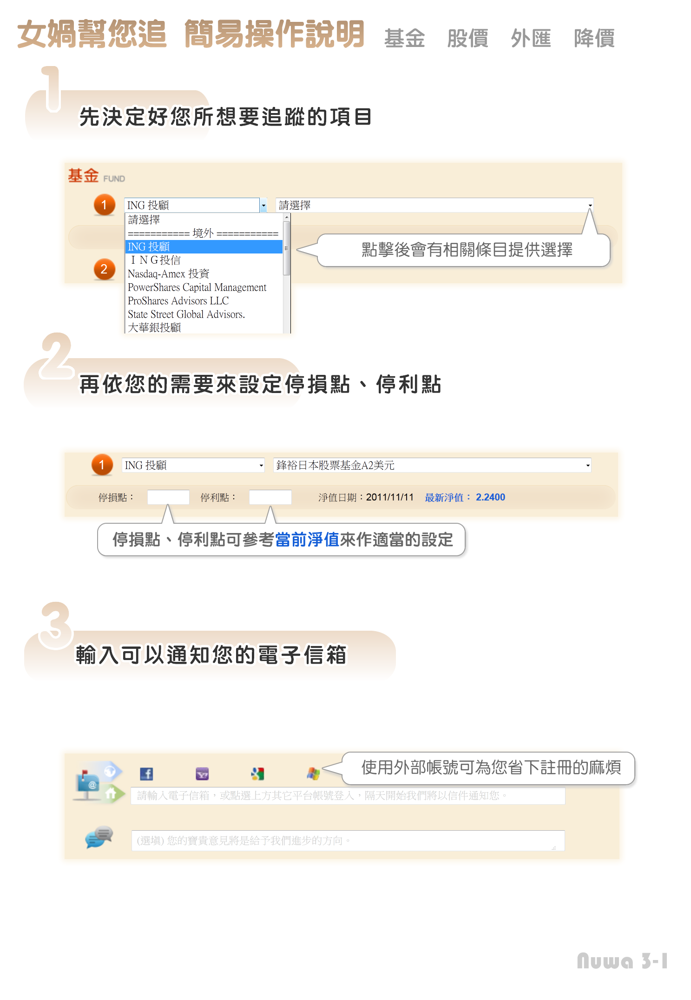 女媧幫您追 簡易操作說明 基金 股價 外匯 降價
1
先決定好您所想要追蹤的項目
基金 FUND
1 ING 投顧 請選擇
請選擇
=========== 境外 ===========
ING 投顧
點擊後會有相關條目提供選擇
ＩＮＧ投信
2
Nasdaq-Amex 投資
PowerShares Capital Management
ProShares Advisors LLC
State Street Global Advisors.
大華銀投顧
2
再依您的需要來設定停損點、停利點
1 ING 投顧 鋒裕日本股票基金A2美元
停損點： 停利點： 淨值日期：2011/11/11 最新淨值： 2.2400
停損點、停利點可參考當前淨值來作適當的設定
3
輸入可以通知您的電子信箱
使用外部帳號可為您省下註冊的麻煩
請輸入電子信箱，或點選上方其它平台帳號登入，隔天開始我們將以信件通知您。
(選塡) 您的寶貴意見將是給予我們進步的方向。
Nuwa 3-1